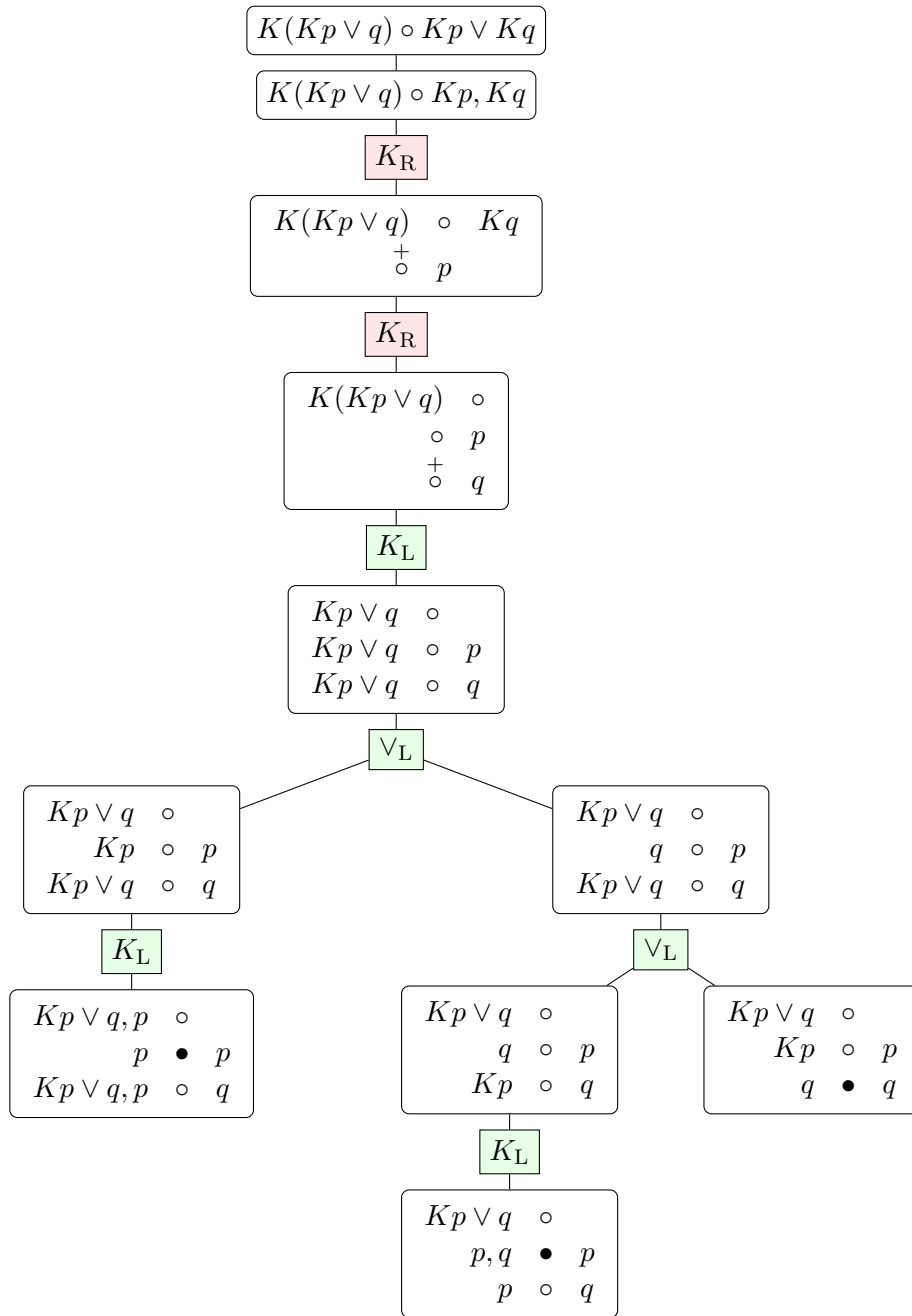 K(Kp ∨ q) ∘ Kp ∨ Kq
K(Kp ∨ q) ∘ Kp, Kq
K_R
K(Kp ∨ q) ∘ Kq
+
∘ p
K_R
K(Kp ∨ q) ∘
∘ p
+
∘ q
K_L
Kp ∨ q ∘
Kp ∨ q ∘ p
Kp ∨ q ∘ q
∨_L
Kp ∨ q ∘
Kp ∘ p
Kp ∨ q ∘ q
K_L
Kp ∨ q, p ∘
p • p
Kp ∨ q, p ∘ q
Kp ∨ q ∘
q ∘ p
Kp ∨ q ∘ q
∨_L
Kp ∨ q ∘
q ∘ p
Kp ∘ q
K_L
Kp ∨ q ∘
p, q • p
p ∘ q
Kp ∨ q ∘
Kp ∘ p
q • q